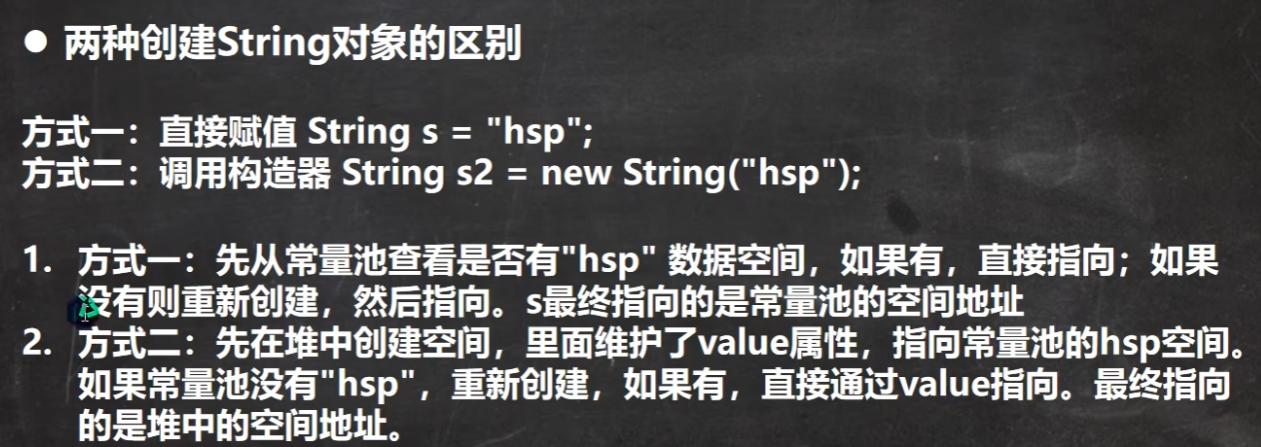 ● 两种创建String对象的区别
方式一：直接赋值 String s = "hsp";
方式二：调用构造器 String s2 = new String("hsp");
1. 方式一：先从常量池查看是否有"hsp" 数据空间，如果有，直接指向；如果
没有则重新创建，然后指向。s最终指向的是常量池的空间地址
2. 方式二：先在堆中创建空间，里面维护了value属性，指向常量池的hsp空间。
如果常量池没有"hsp"，重新创建，如果有，直接通过value指向。最终指向
的是堆中的空间地址。